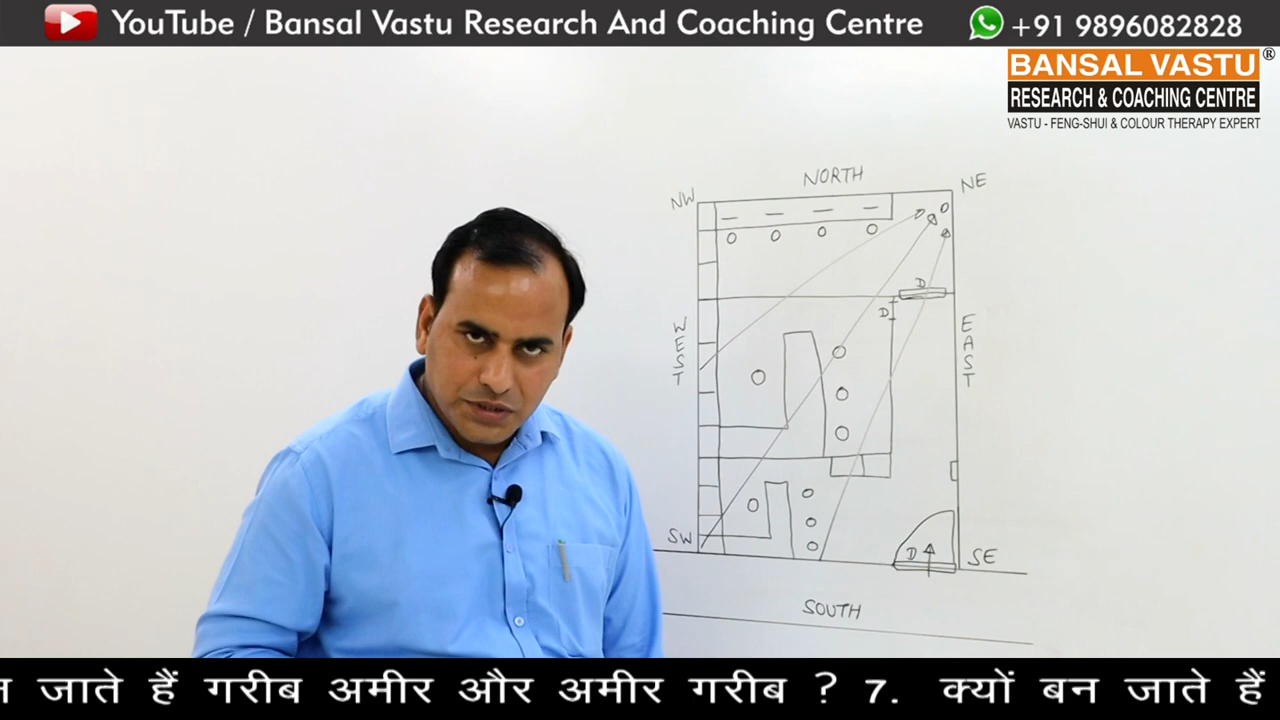 YouTube / Bansal Vastu Research And Coaching Centre
+91 9896082828
BANSAL VASTU®
RESEARCH & COACHING CENTRE
VASTU - FENG-SHUI & COLOUR THERAPY EXPERT
NORTH
NW
NE
D
D
WEST
EAST
SW
D
SE
SOUTH
जाते हैं गरीब अमीर और अमीर गरीब ? 7. क्यों बन जाते हैं